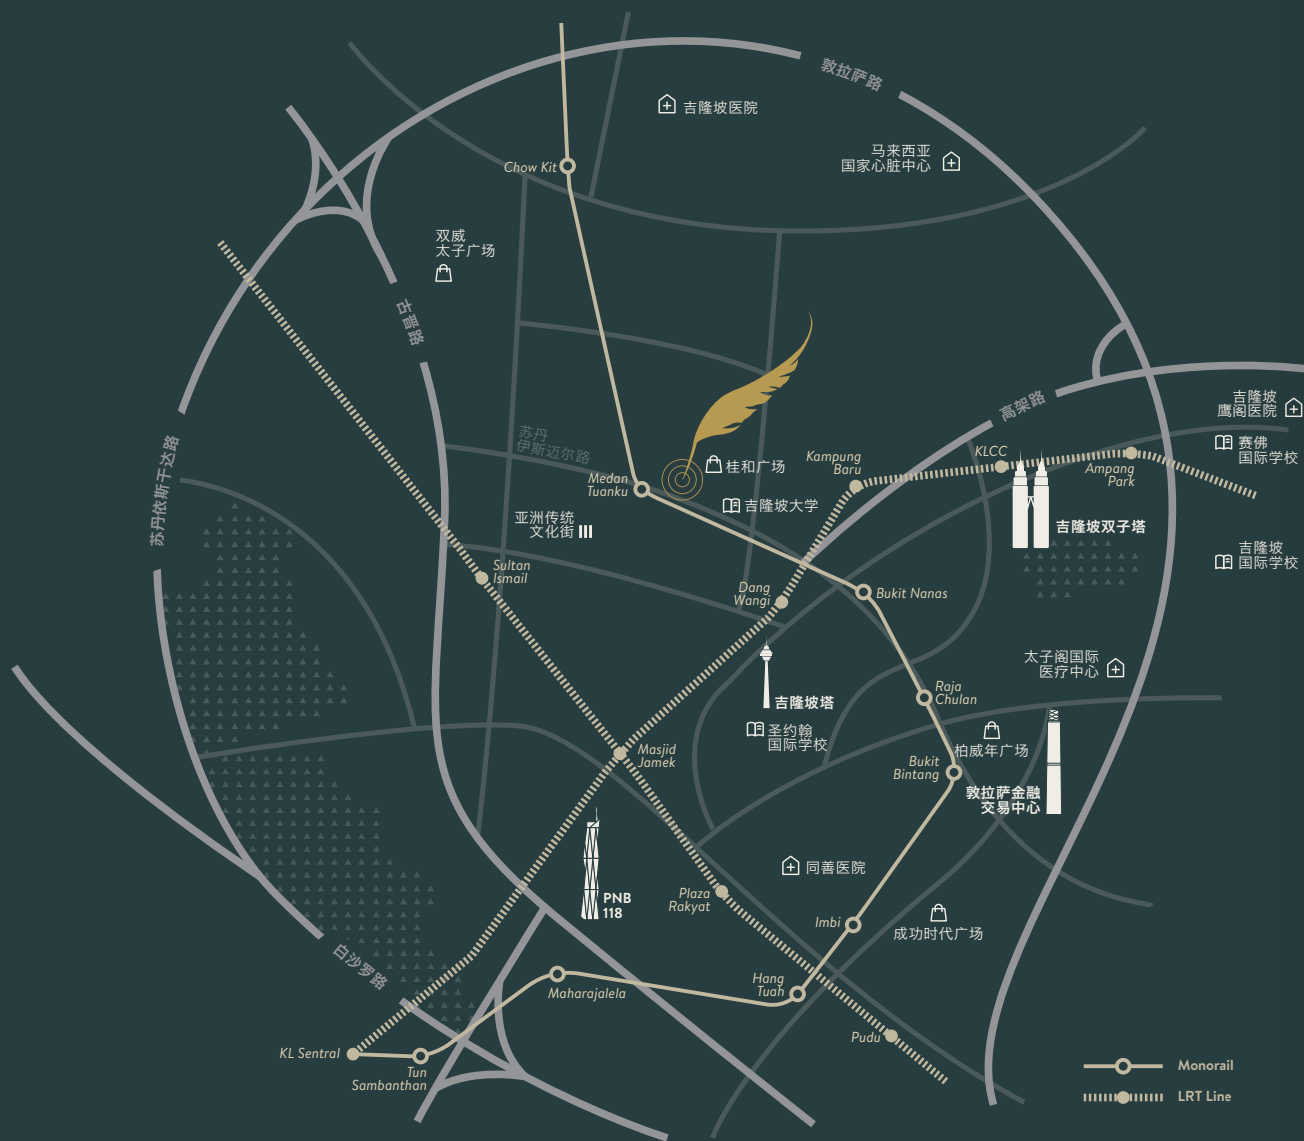 敦拉萨路
吉隆坡医院
马来西亚
国家心脏中心
Chow Kit
双威
太子广场
古晋路
高架路
吉隆坡
鹰阁医院
苏丹
伊斯迈尔路
桂和广场
Kampung
Baru
KLCC
Ampang
Park
赛佛
国际学校
苏丹依斯干达路
Medan
Tuanku
吉隆坡大学
亚洲传统
文化街
吉隆坡双子塔
吉隆坡
国际学校
Sultan
Ismail
Dang
Wangi
Bukit Nanas
太子阁国际
医疗中心
吉隆坡塔
Raja
Chulan
圣约翰
国际学校
Masjid
Jamek
柏威年广场
Bukit
Bintang
敦拉萨金融
交易中心
同善医院
PNB
118
Plaza
Rakyat
Imbi
成功时代广场
白沙罗路
Maharajalela
Hang
Tuah
KL Sentral
Tun
Sambanthan
Pudu
Monorail
LRT Line